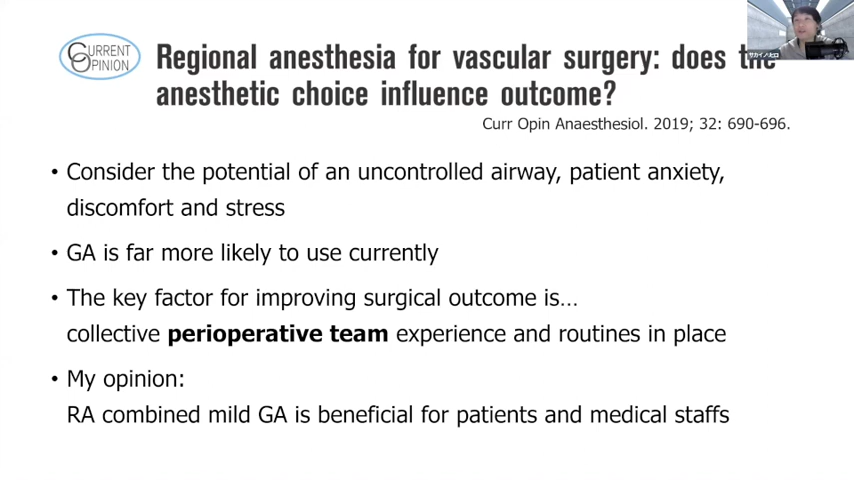 CURRENT
OPINION
Regional anesthesia for vascular surgery: does the
anesthetic choice influence outcome?
Curr Opin Anaesthesiol. 2019; 32: 690-696.
• Consider the potential of an uncontrolled airway, patient anxiety,
discomfort and stress
• GA is far more likely to use currently
• The key factor for improving surgical outcome is…
collective perioperative team experience and routines in place
• My opinion:
RA combined mild GA is beneficial for patients and medical staffs